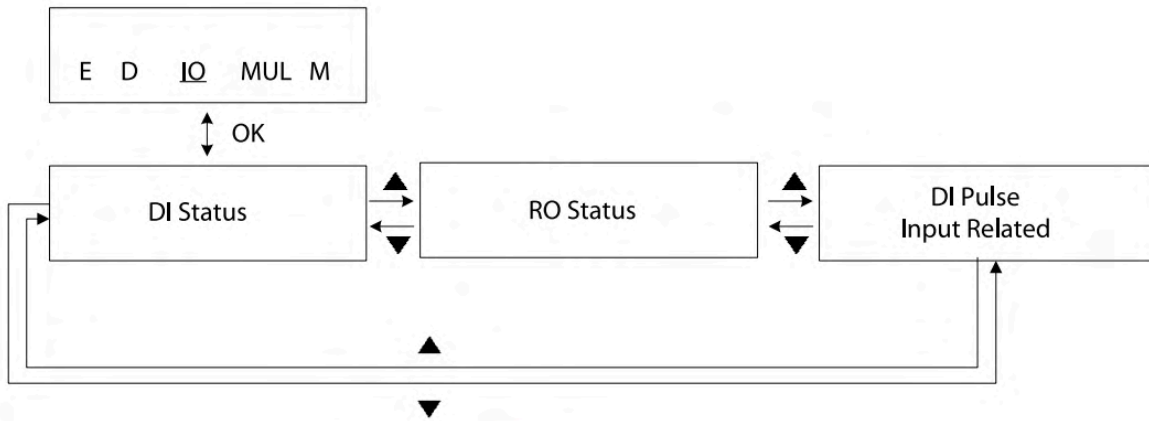 E D IO MUL M
OK
DI Status
RO Status
DI Pulse
Input Related